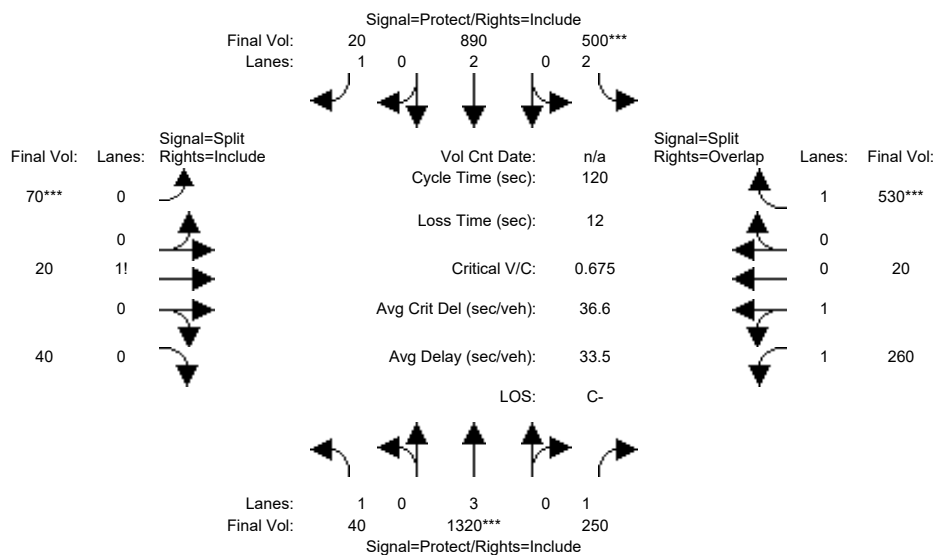 Signal=Protect/Rights=Include
Final Vol: 20 890 500***
Lanes: 1 0 2 0 2
Signal=Split
Final Vol: Lanes: Rights=Include
Vol Cnt Date: n/a
Signal=Split
Rights=Overlap Lanes: Final Vol:
Cycle Time (sec): 120
70*** 0
1 530***
Loss Time (sec): 12
0
0
20 1!
Critical V/C: 0.675
0 20
0
Avg Crit Del (sec/veh): 36.6
1
40 0
Avg Delay (sec/veh): 33.5
1 260
LOS: C-
Lanes: 1 0 3 0 1
Final Vol: 40 1320*** 250
Signal=Protect/Rights=Include